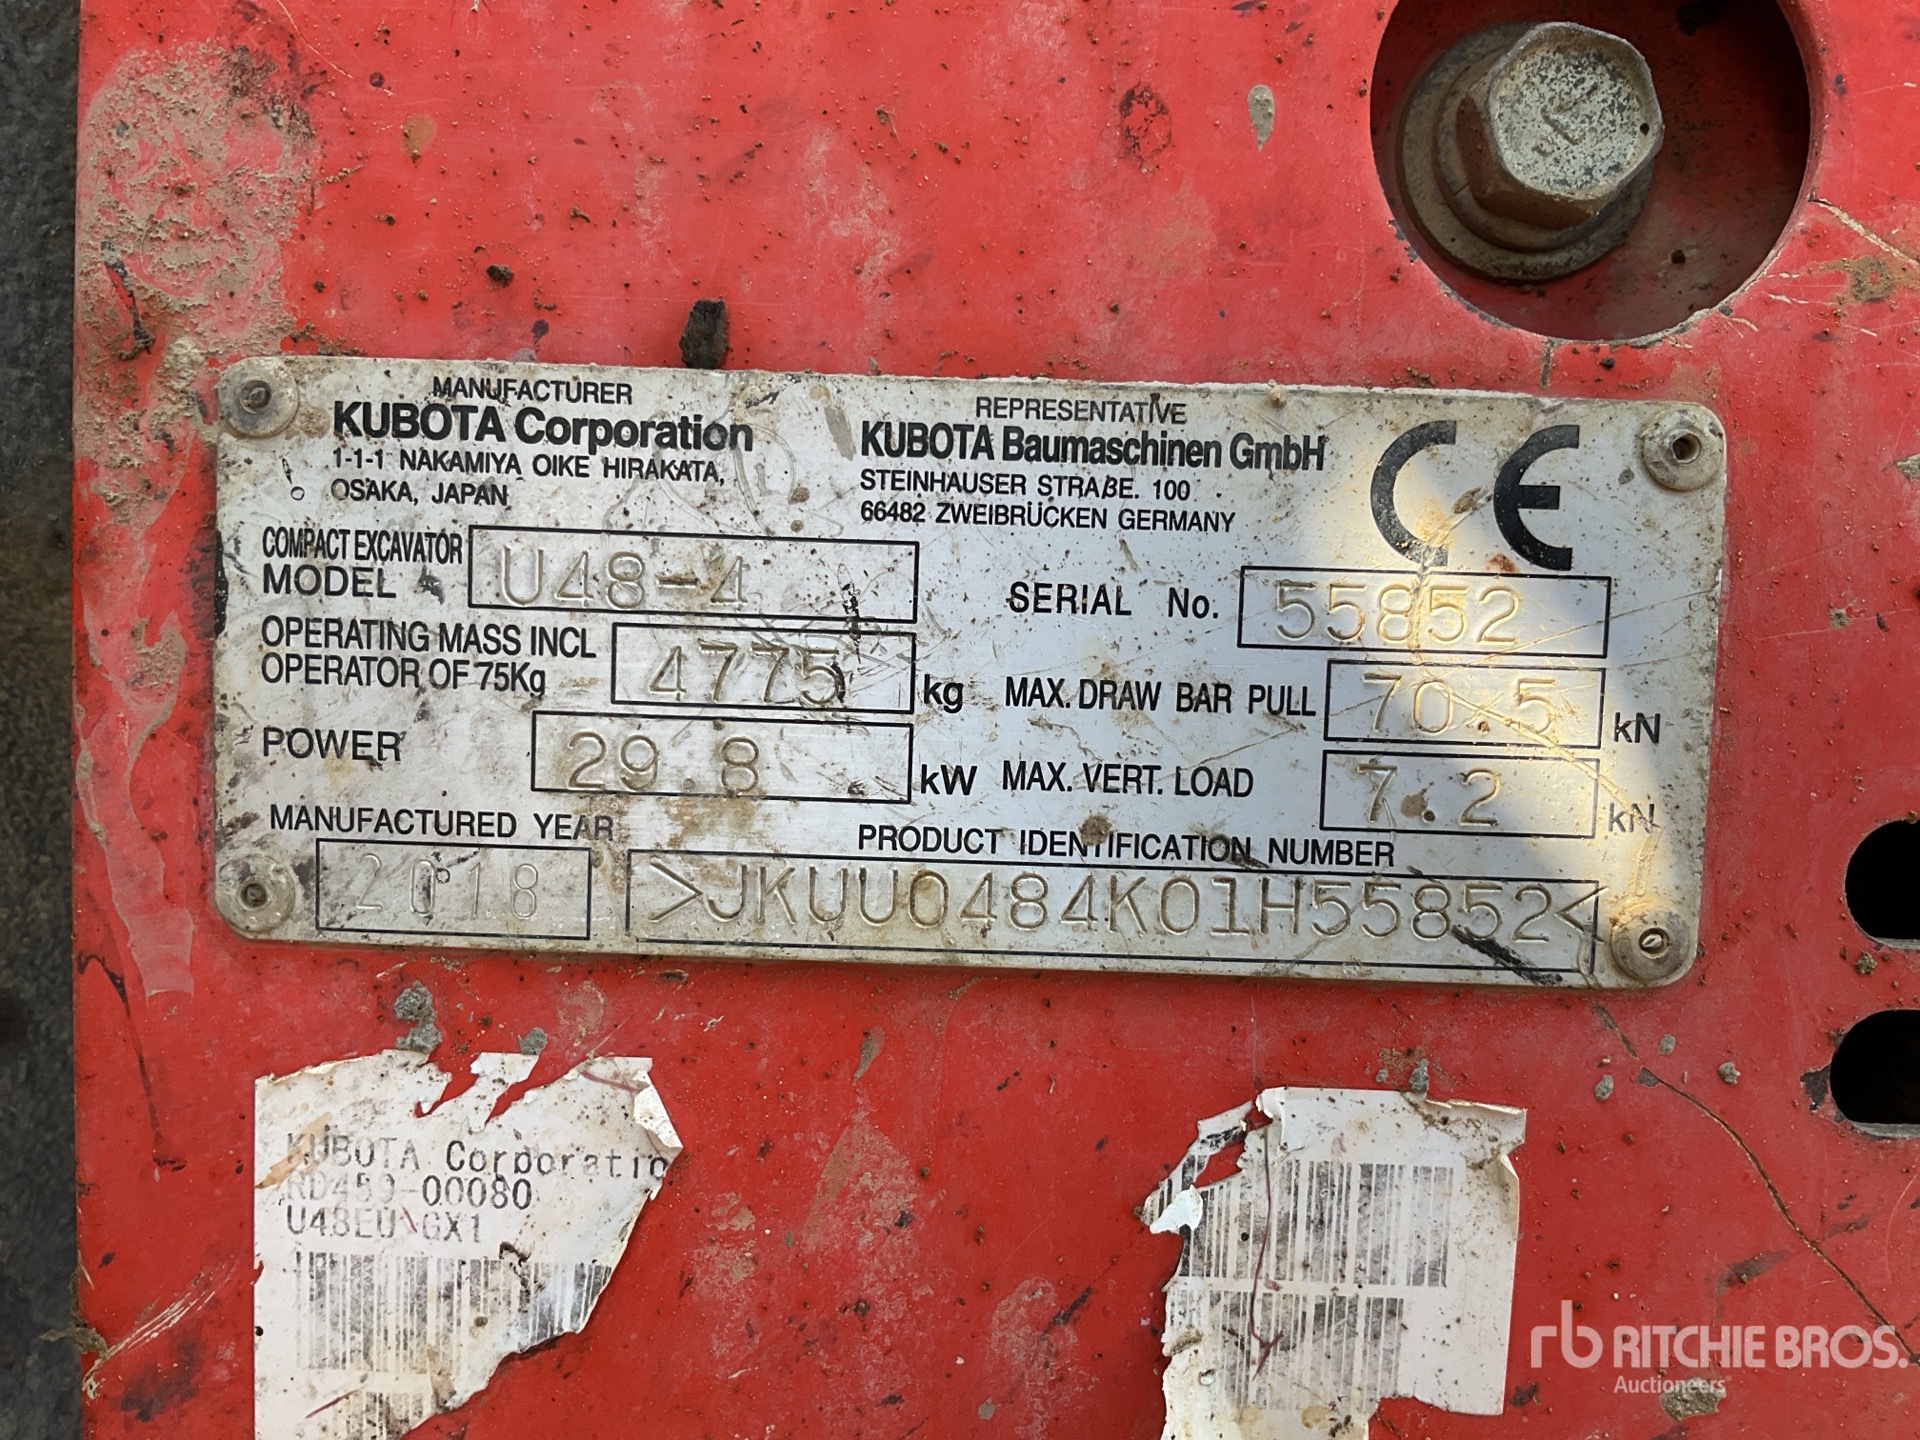 MANUFACTURER
KUBOTA Corporation
1-1-1 NAKAMIYA OIKE HIRAKATA,
OSAKA, JAPAN
REPRESENTATIVE
KUBOTA Baumaschinen GmbH
STEINHAUSER STRAßE. 100
66482 ZWEIBRÜCKEN GERMANY
CE
COMPACT EXCAVATOR
MODEL U48-4
SERIAL No. 55852
OPERATING MASS INCL
OPERATOR OF 75Kg 4775 kg
MAX. DRAW BAR PULL 70.5 kN
POWER 29.8 kW
MAX. VERT. LOAD 7.2 kN
MANUFACTURED YEAR
2018
PRODUCT IDENTIFICATION NUMBER
>JKUU0484K01H55852<
KUBOTA Corporatio
RD459-00080
U48EU GX1
rb RITCHIE BROS.
Auctioneers